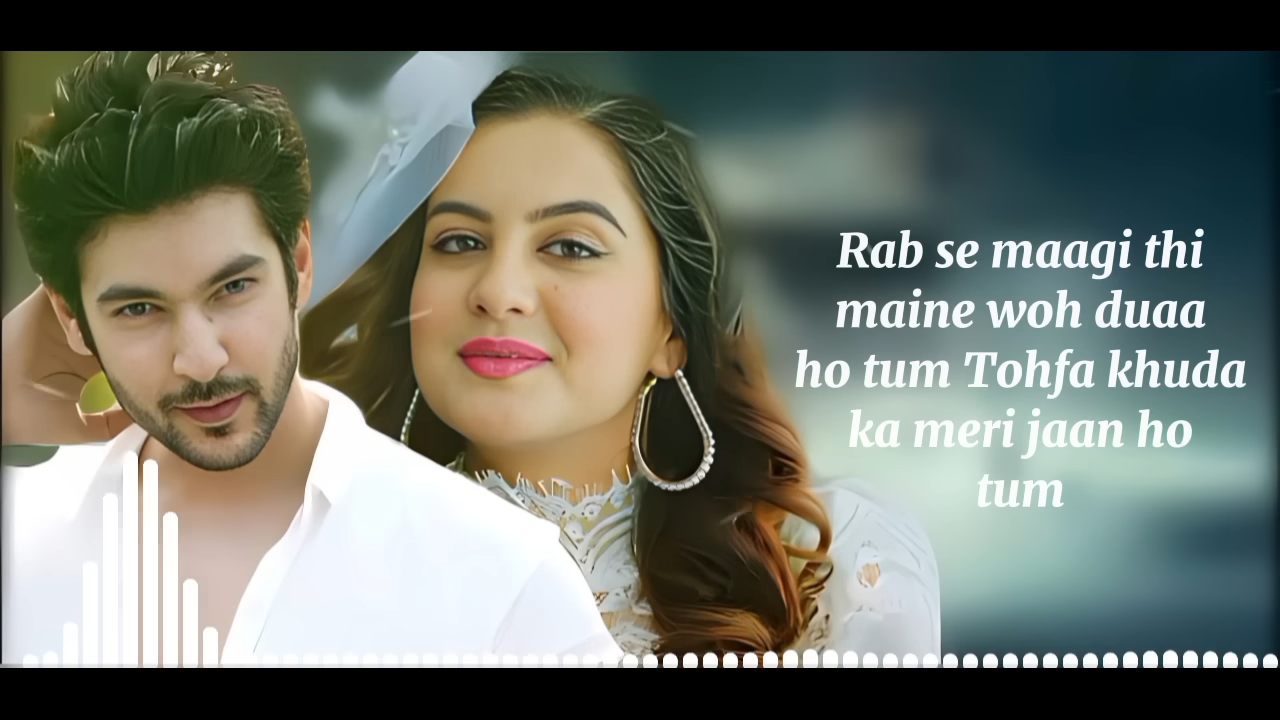 Rab se maagi thi
maine woh duaa
ho tum Tohfa khuda
ka meri jaan ho
tum